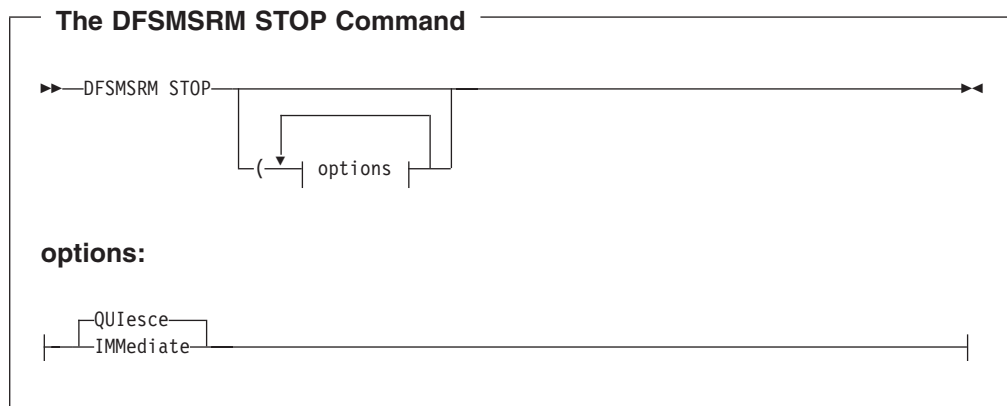 The DFSMSRM STOP Command
DFSMSRM STOP
( options
options:
QUIesce
IMMediate